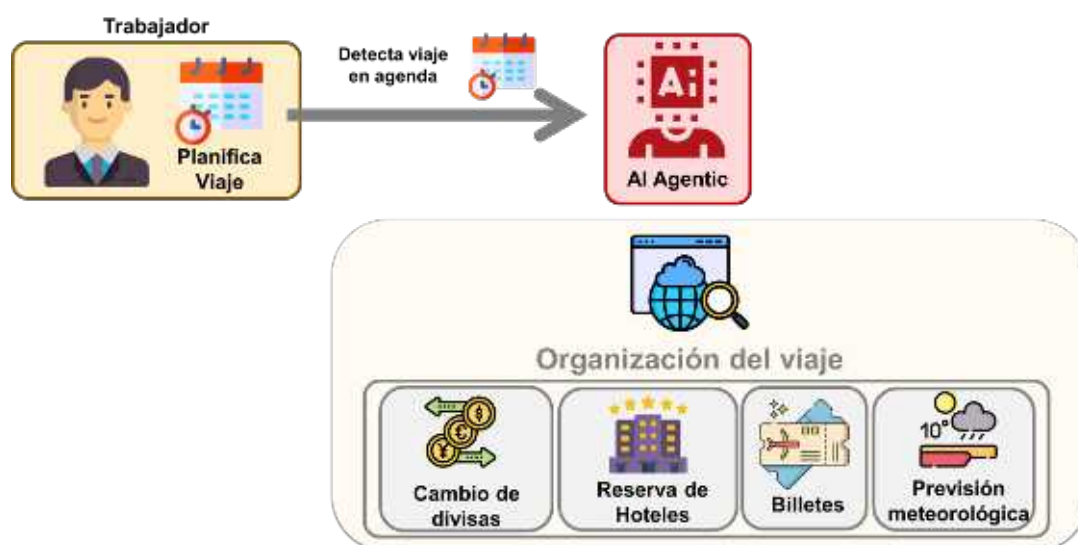 Trabajador
Detecta viaje
en agenda
Planifica
Viaje
Ai
AI Agentic
Organización del viaje
Cambio de
divisas
Reserva de
Hoteles
Billetes
10°
Previsión
meteorológica